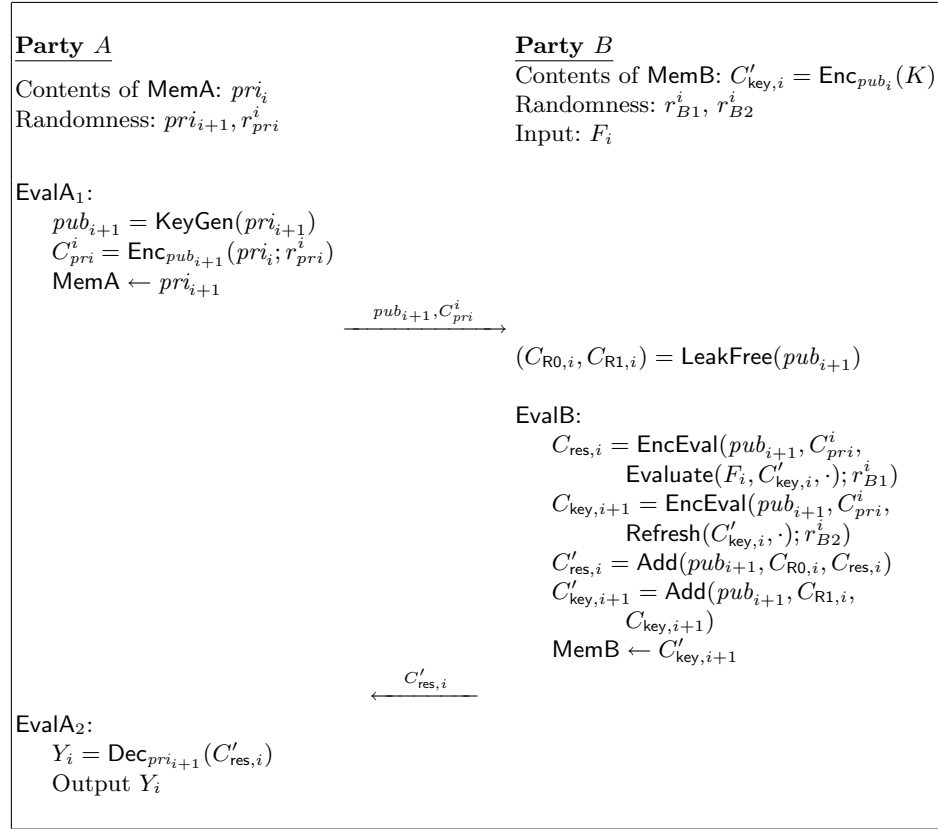 Party A
Contents of MemA: pri_i
Randomness: pri_{i+1}, r^i_{pri}
Party B
Contents of MemB: C'_{key,i} = Enc_{pub_i}(K)
Randomness: r^i_{B1}, r^i_{B2}
Input: F_i
EvalA_1:
pub_{i+1} = KeyGen(pri_{i+1})
C^i_{pri} = Enc_{pub_{i+1}}(pri_i; r^i_{pri})
MemA ← pri_{i+1}
pub_{i+1}, C^i_{pri}
(C_{R0,i}, C_{R1,i}) = LeakFree(pub_{i+1})
EvalB:
C_{res,i} = EncEval(pub_{i+1}, C^i_{pri},
Evaluate(F_i, C'_{key,i}, ·); r^i_{B1})
C_{key,i+1} = EncEval(pub_{i+1}, C^i_{pri},
Refresh(C'_{key,i}, ·); r^i_{B2})
C'_{res,i} = Add(pub_{i+1}, C_{R0,i}, C_{res,i})
C'_{key,i+1} = Add(pub_{i+1}, C_{R1,i},
C_{key,i+1})
MemB ← C'_{key,i+1}
C'_{res,i}
EvalA_2:
Y_i = Dec_{pri_{i+1}}(C'_{res,i})
Output Y_i